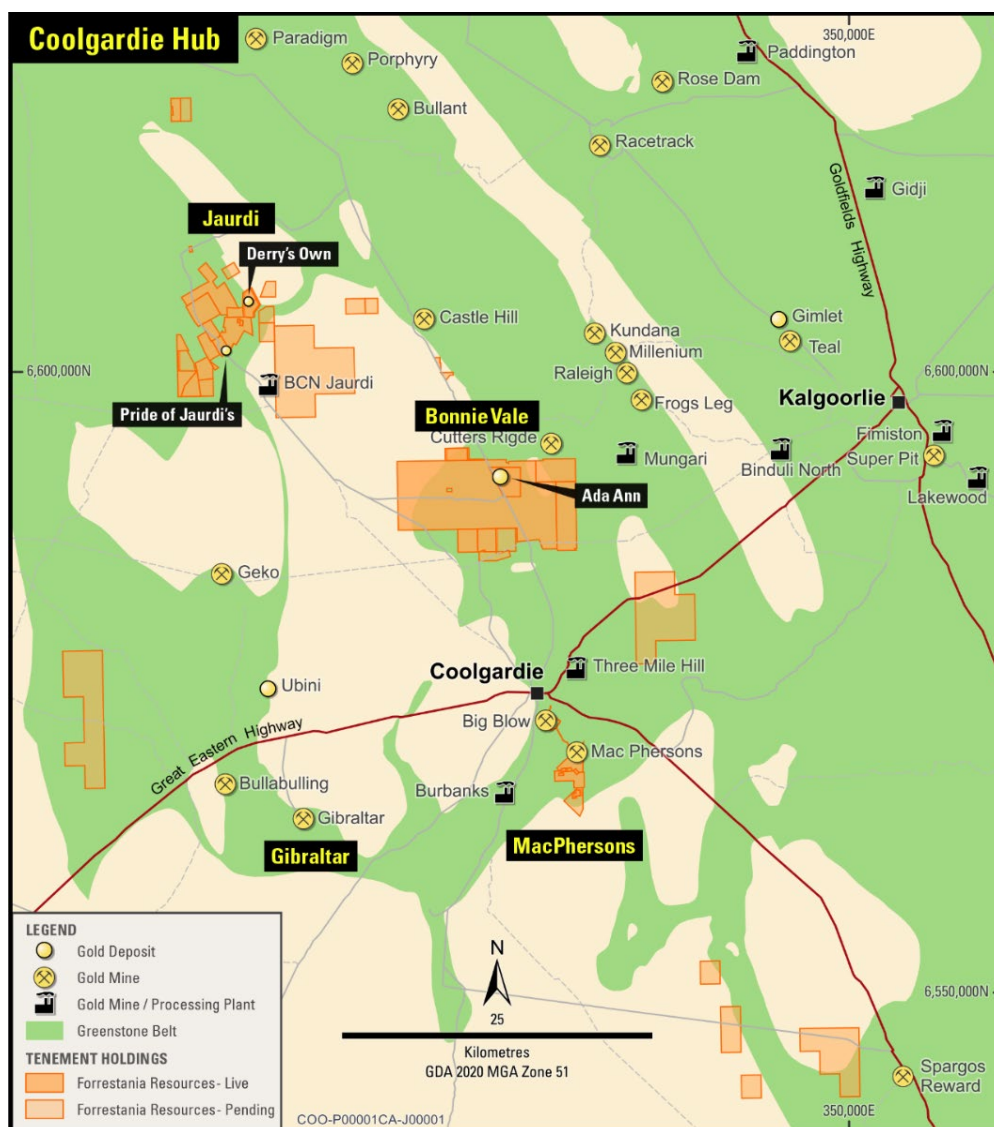 Coolgardie Hub
350,000E
Paradigm
Porphyry
Bullant
Paddington
Rose Dam
Racetrack
Gidji
Goldfields Highway
Jaurdi
Derry's Own
Castle Hill
Kundana
Millenium
Raleigh
Gimlet
Teal
6,600,000N
6,600,000N
BCN Jaurdi
Pride of Jaurdi's
Frogs Leg
Kalgoorlie
Bonnie Vale
Cutters Rigde
Mungari
Binduli North
Fimiston
Super Pit
Lakewood
Ada Ann
Geko
Ubini
Coolgardie
Three Mile Hill
Big Blow
Great Eastern Highway
Mac Phersons
Bullabulling
Burbanks
Gibraltar
Gibraltar
MacPhersons
LEGEND
Gold Deposit
Gold Mine
Gold Mine / Processing Plant
Greenstone Belt
TENEMENT HOLDINGS
Forrestania Resources - Live
Forrestania Resources - Pending
N
25
Kilometres
GDA 2020 MGA Zone 51
COO-P00001CA-J00001
6,550,000N
Spargos
Reward
350,000E